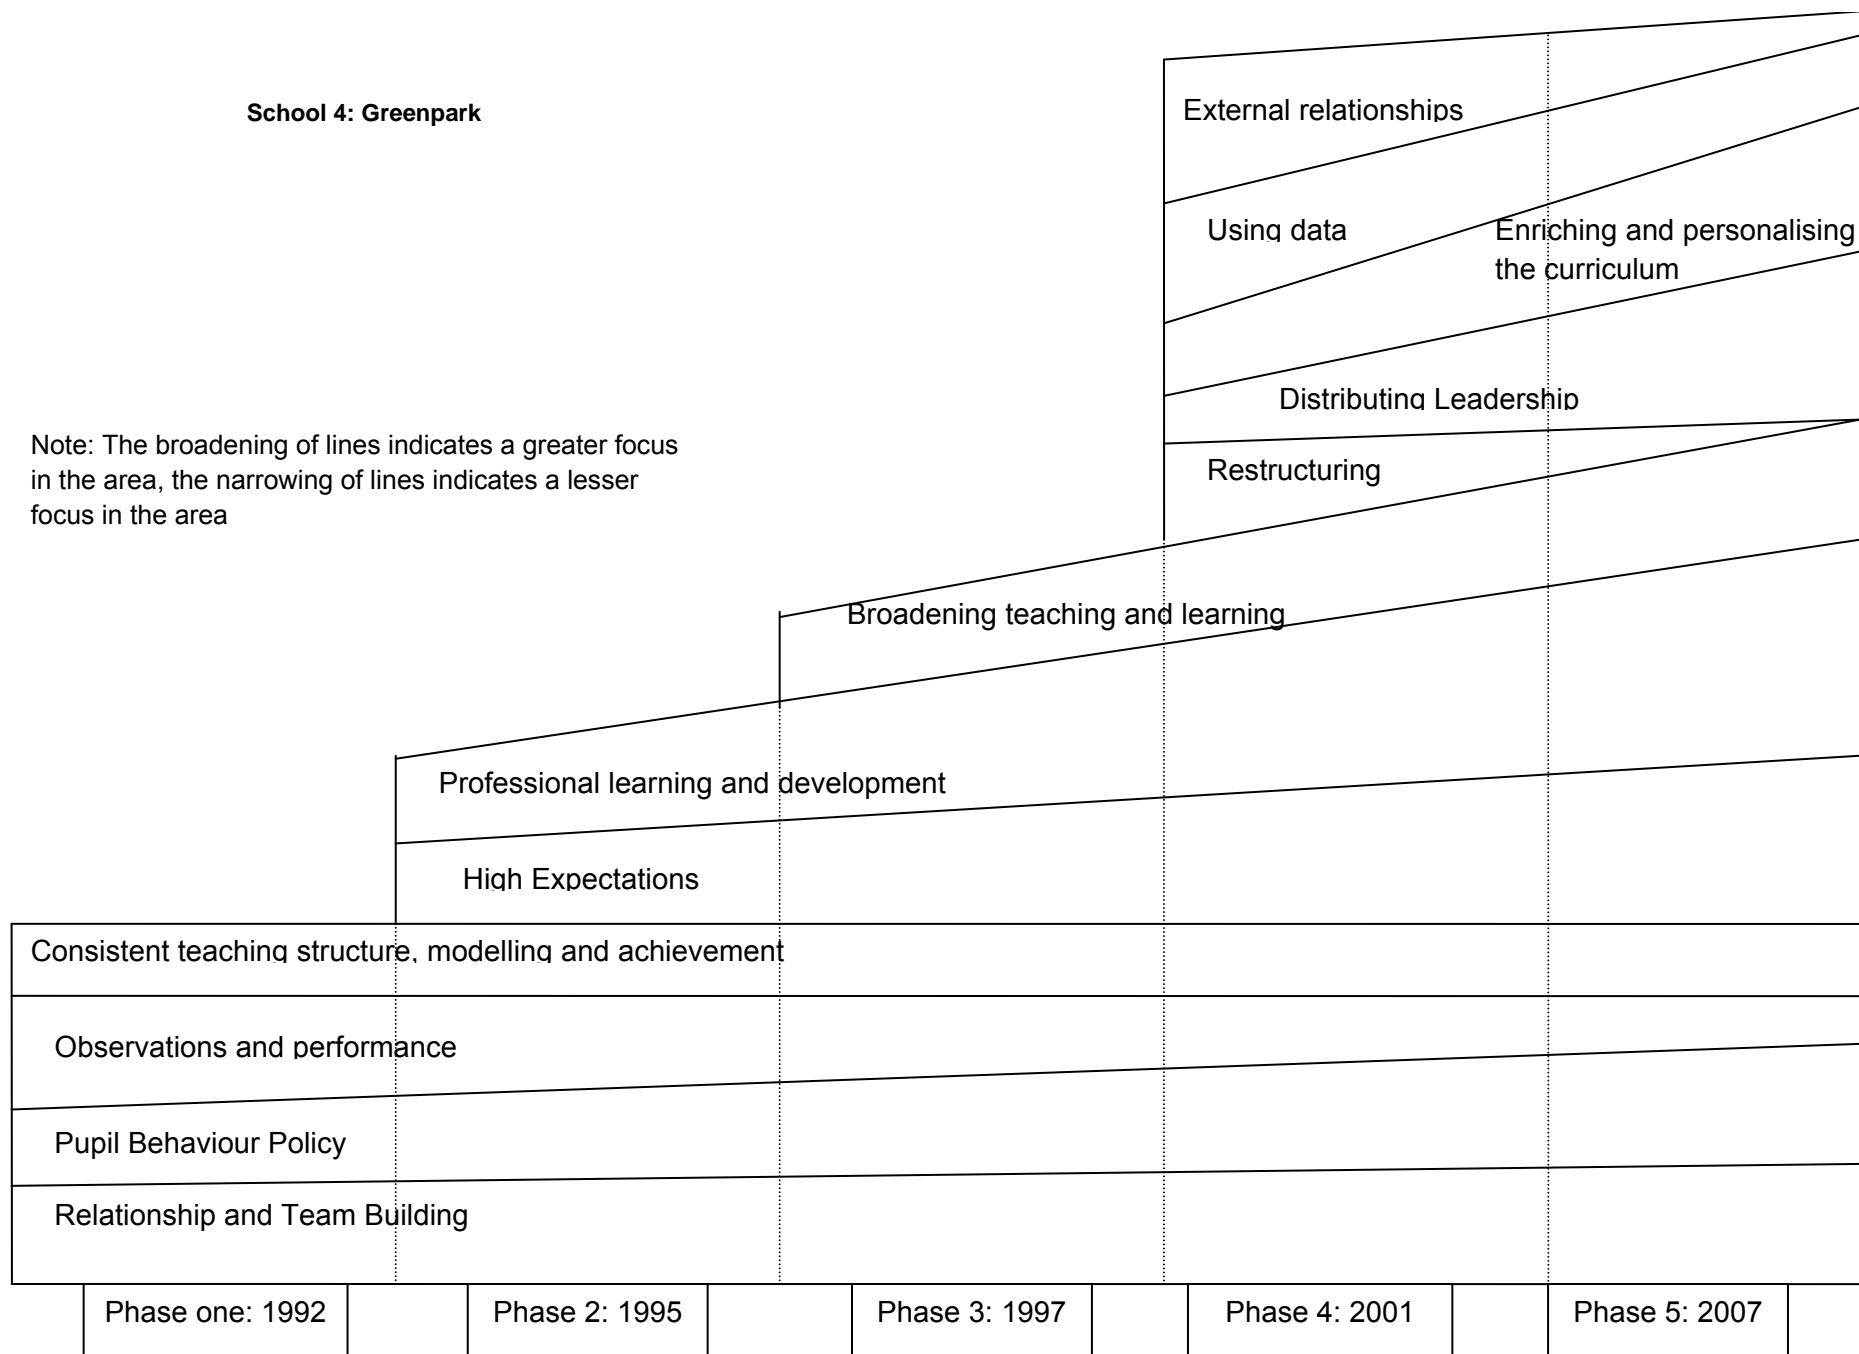 School 4: Greenpark
External relationships
Using data
Enriching and personalising
the curriculum
Distributing Leadership
Note: The broadening of lines indicates a greater focus
in the area, the narrowing of lines indicates a lesser
focus in the area
Restructuring
Broadening teaching and learning
Professional learning and development
High Expectations
Consistent teaching structure, modelling and achievement
Observations and performance
Pupil Behaviour Policy
Relationship and Team Building
Phase one: 1992
Phase 2: 1995
Phase 3: 1997
Phase 4: 2001
Phase 5: 2007